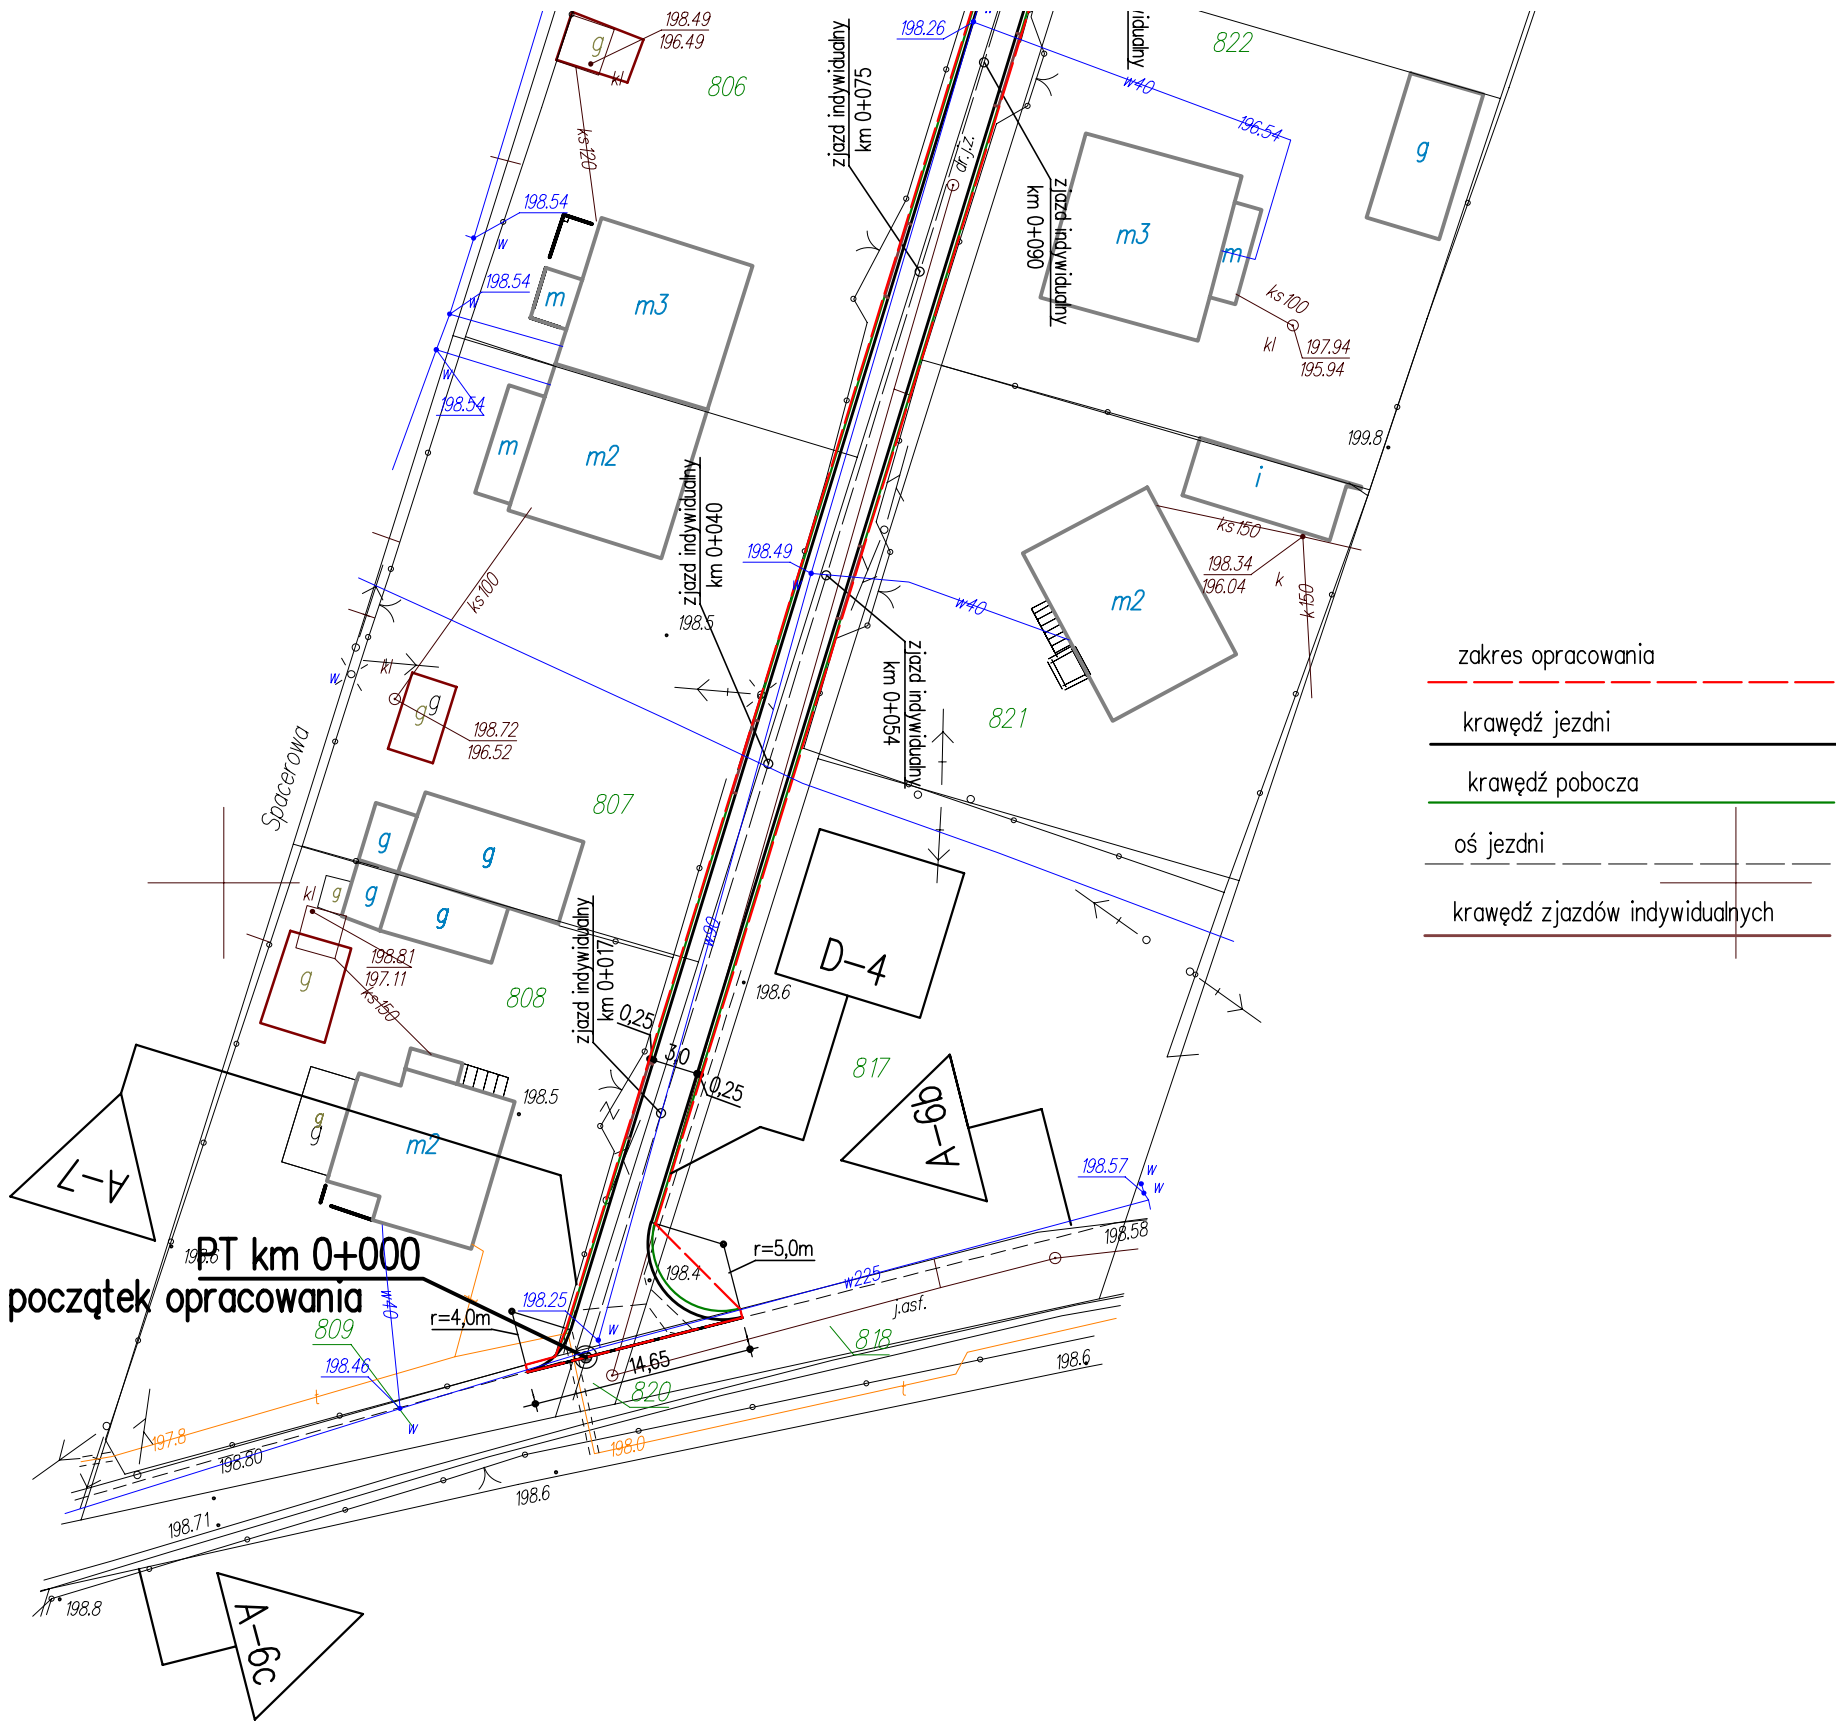 198.49
196.49
g
kl
806
ks120
zjazd indywidualny
km 0+075
198.26
w40
822
196.54
g
dr.j.ż.
zjazd indywidualny
km 0+090
m3
m
ks100
kl
197.94
195.94
198.54
w
198.54
w
m
m3
w
198.54
m
m2
199.8
i
ks150
198.34
196.04
k
k150
m2
zjazd indywidualny
km 0+040
198.49
w
w40
198.5
ks100
kl
w
g
g
198.72
196.52
zjazd indywidualny
km 0+054
821
zakres opracowania
krawędź jezdni
krawędź pobocza
oś jezdni
krawędź zjazdów indywidualnych
Spacerowa
807
g
g
g
g
g
kl
g
198.81
197.11
ks150
808
zjazd indywidualny
km 0+017
w90
D-4
198.6
0,25
3,0
0,25
817
A-6b
198.5
g
g
m2
A-7
198.6
PT km 0+000
początek opracowania
w40
809
198.46
w
r=4,0m
198.25
w
198.4
r=5,0m
w225
198.57
w
w
198.58
j.asf.
818
14,65
820
198.6
t
t
197.8
198.80
198.0
198.6
198.71
198.8
A-6c